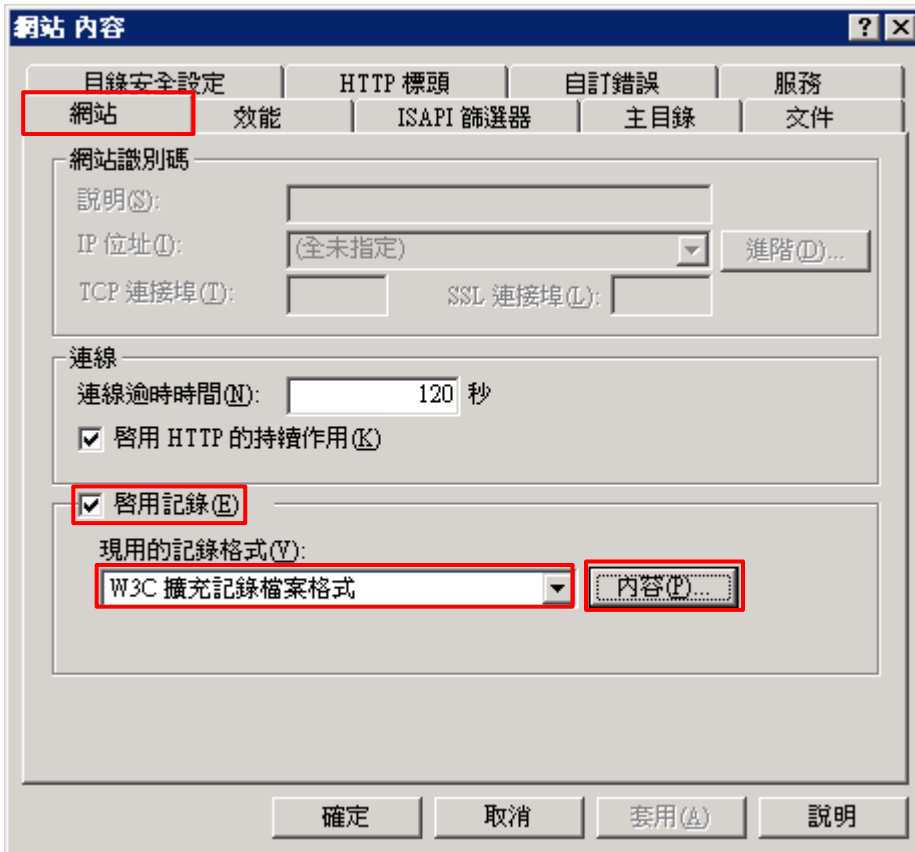 網站 內容
目錄安全設定 HTTP 標頭 自訂錯誤 服務
網站 效能 ISAPI 篩選器 主目錄 文件
網站識別碼
說明(S):
IP 位址(I): (全未指定) 進階(D)...
TCP 連接埠(T): SSL 連接埠(L):
連線
連線逾時時間(N): 120 秒
啓用 HTTP 的持續作用(K)
啓用記錄(E)
現用的記錄格式(V):
W3C 擴充記錄檔案格式 內容(P)...
確定 取消 套用(A) 說明